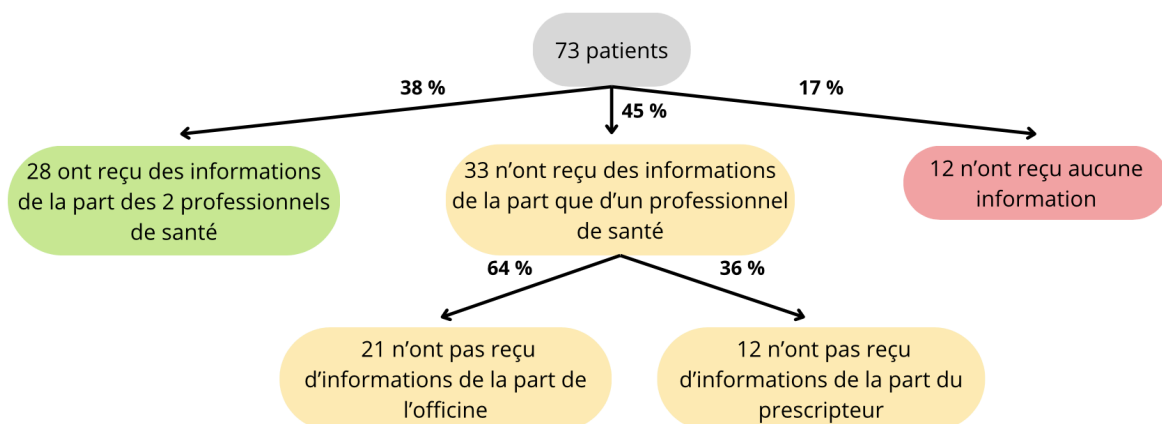 73 patients
38 %
45 %
17 %
28 ont reçu des informations
de la part des 2 professionnels
de santé
33 n’ont reçu des informations
de la part que d’un professionnel
de santé
12 n’ont reçu aucune
information
64 %
36 %
21 n’ont pas reçu
d’informations de la part de
l’officine
12 n’ont pas reçu
d’informations de la part du
prescripteur